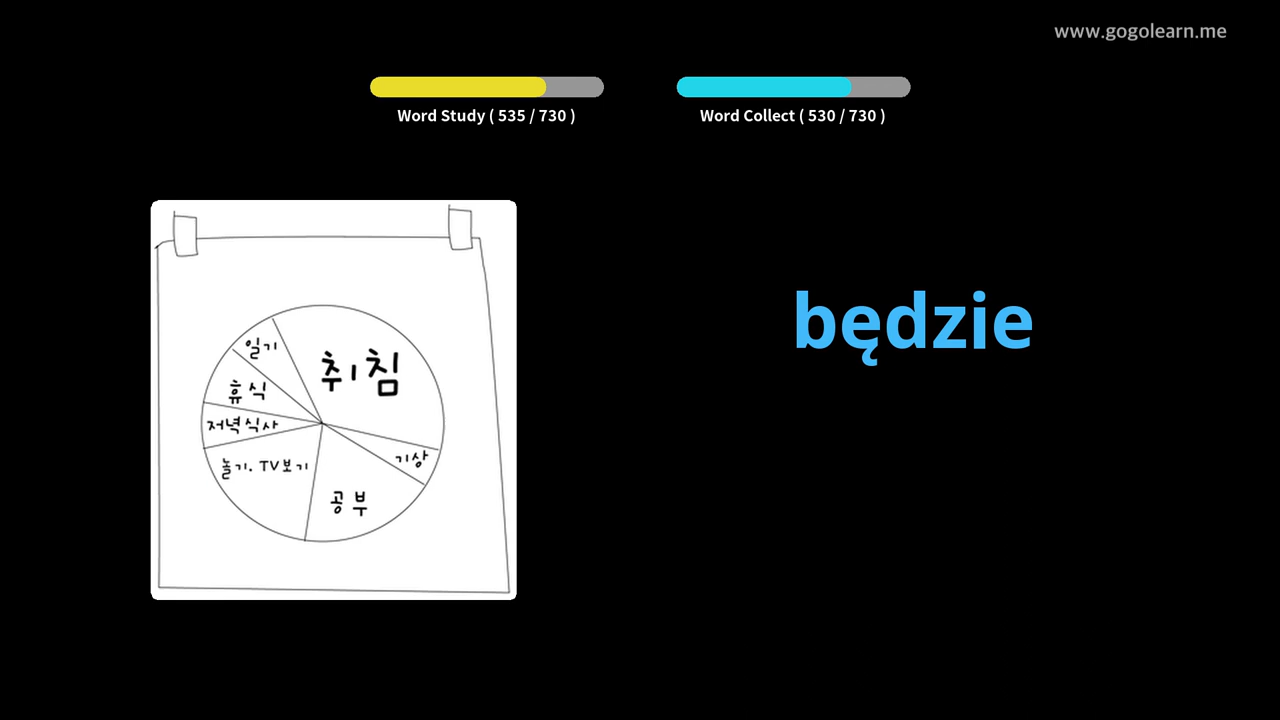 www.gogolearn.me
Word Study ( 535 / 730 )
Word Collect ( 530 / 730 )
일기
취침
휴식
저녁식사
놀기. TV보기
기상
공부
będzie